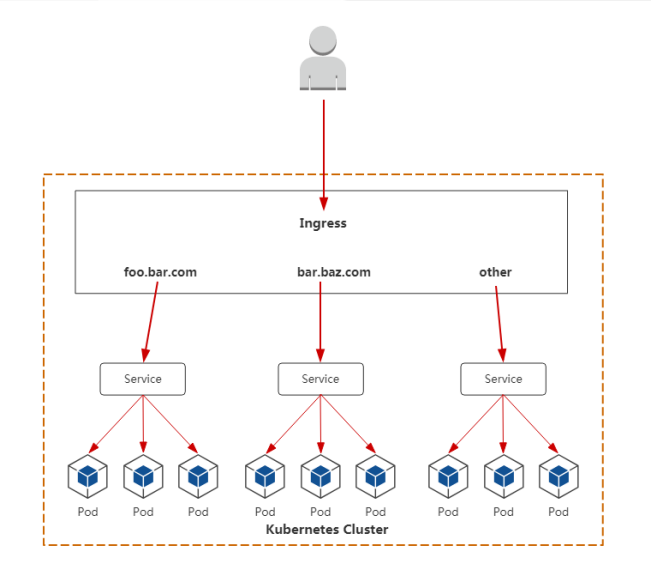 Ingress
foo.bar.com bar.baz.com other
Service Service Service
Pod Pod Pod Pod Pod Pod Pod Pod Pod
Kubernetes Cluster